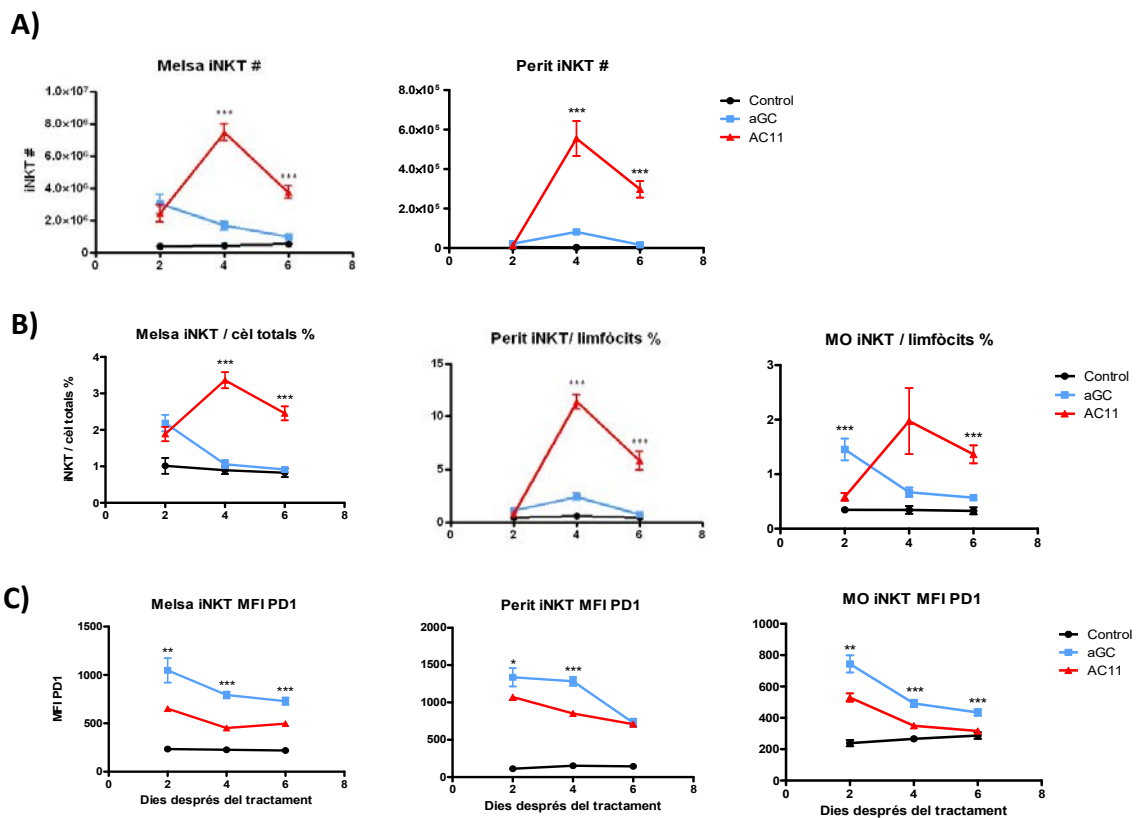 A)
Melsa iNKT #
iNKT #
1.0×10⁷
8.0×10⁶
6.0×10⁶
4.0×10⁶
2.0×10⁶
0
0 2 4 6 8
***
***
Perit iNKT #
8.0×10⁵
6.0×10⁵
4.0×10⁵
2.0×10⁵
0
0 2 4 6 8
***
***
Control
aGC
AC11
B)
Melsa iNKT / cèl totals %
iNKT / cèl totals %
4
3
2
1
0
0 2 4 6 8
***
***
Perit iNKT/ limfòcits %
15
10
5
0
0 2 4 6 8
***
***
MO iNKT / limfòcits %
3
2
1
0
0 2 4 6 8
***
***
Control
aGC
AC11
C)
Melsa iNKT MFI PD1
MFI PD1
1500
1000
500
0
0 2 4 6 8
**
***
***
Dies després del tractament
Perit iNKT MFI PD1
2000
1500
1000
500
0
0 2 4 6 8
*
***
Dies després del tractament
MO iNKT MFI PD1
1000
800
600
400
200
0 2 4 6 8
**
***
***
Dies després del tractament
Control
aGC
AC11